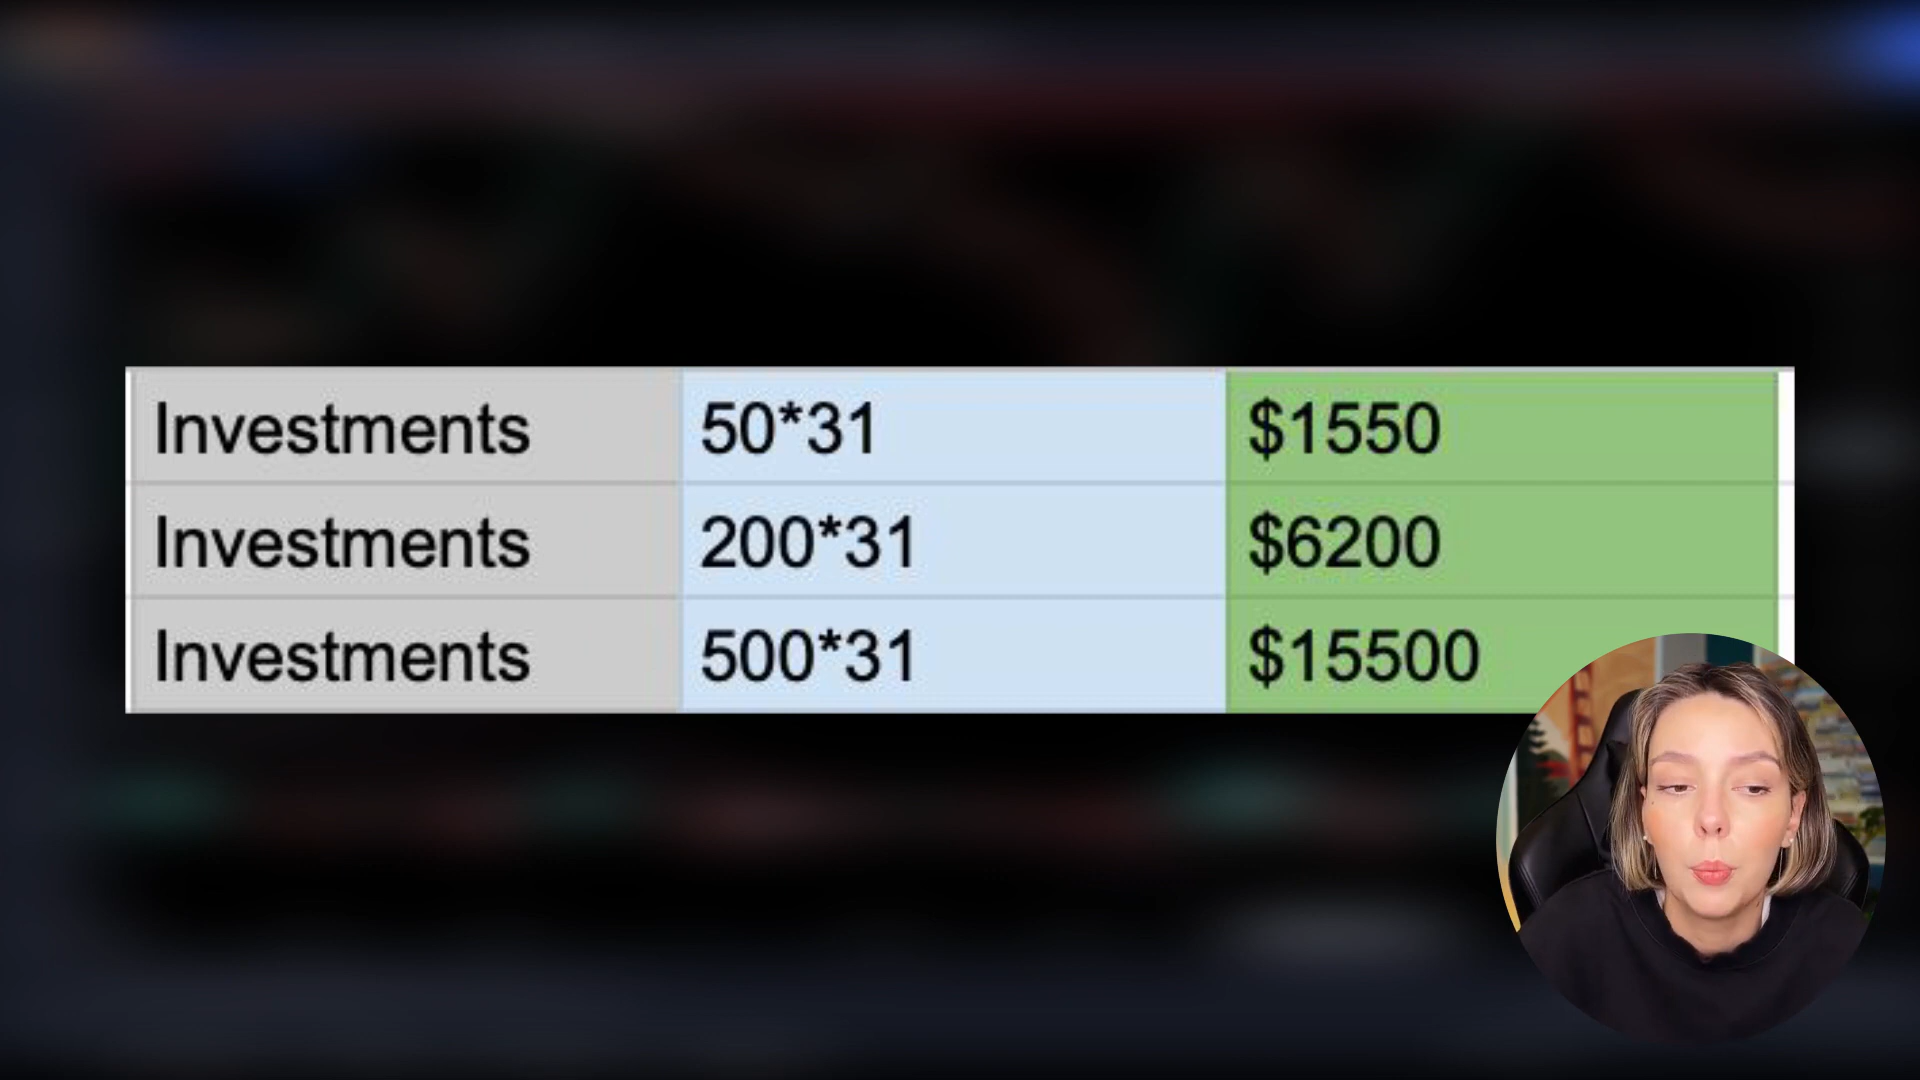 Investments 50*31 $1550
Investments 200*31 $6200
Investments 500*31 $15500